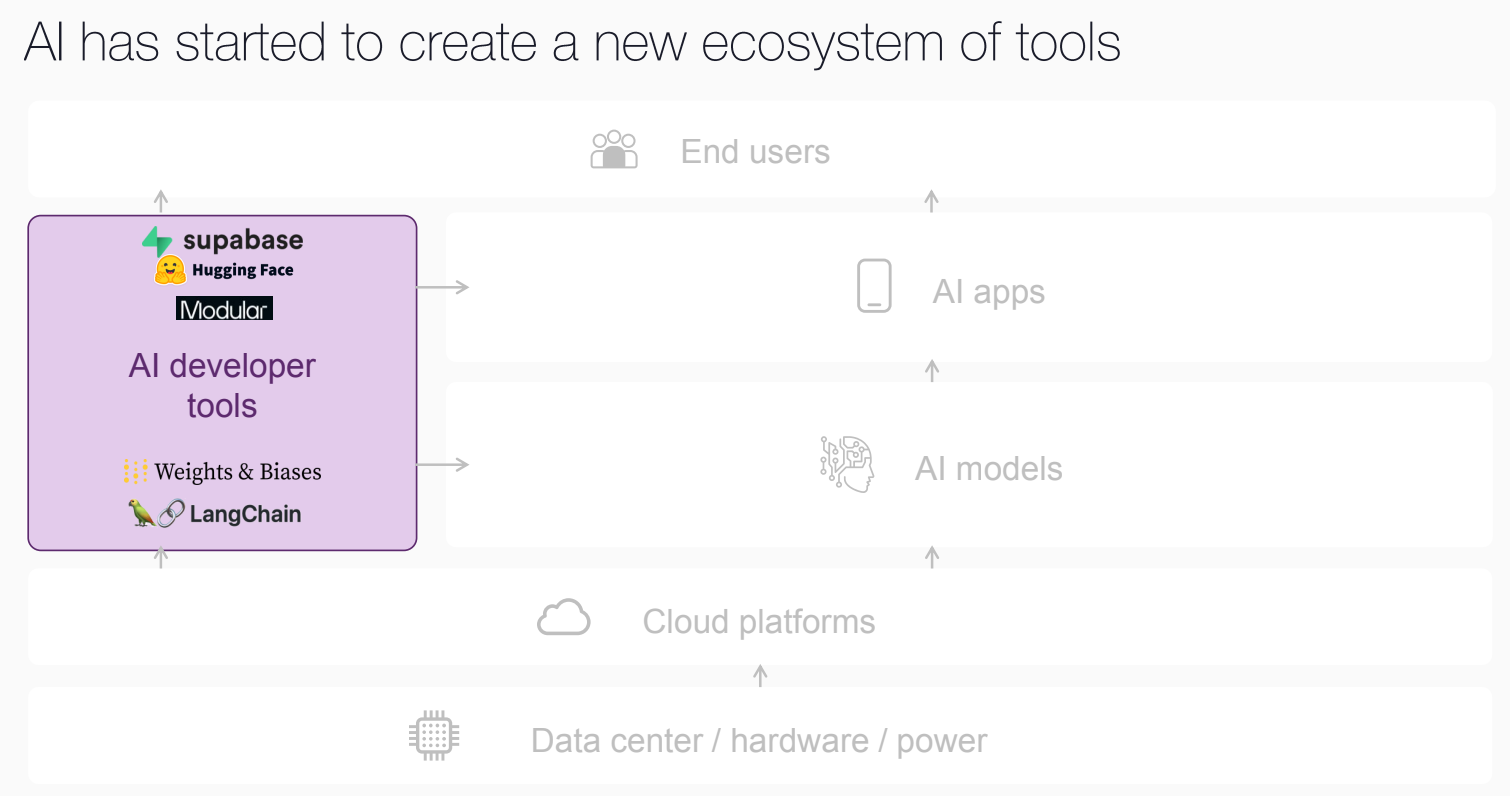 AI has started to create a new ecosystem of tools
End users
supabase
Hugging Face
Modular
AI developer
tools
Weights & Biases
LangChain
AI apps
AI models
Cloud platforms
Data center / hardware / power